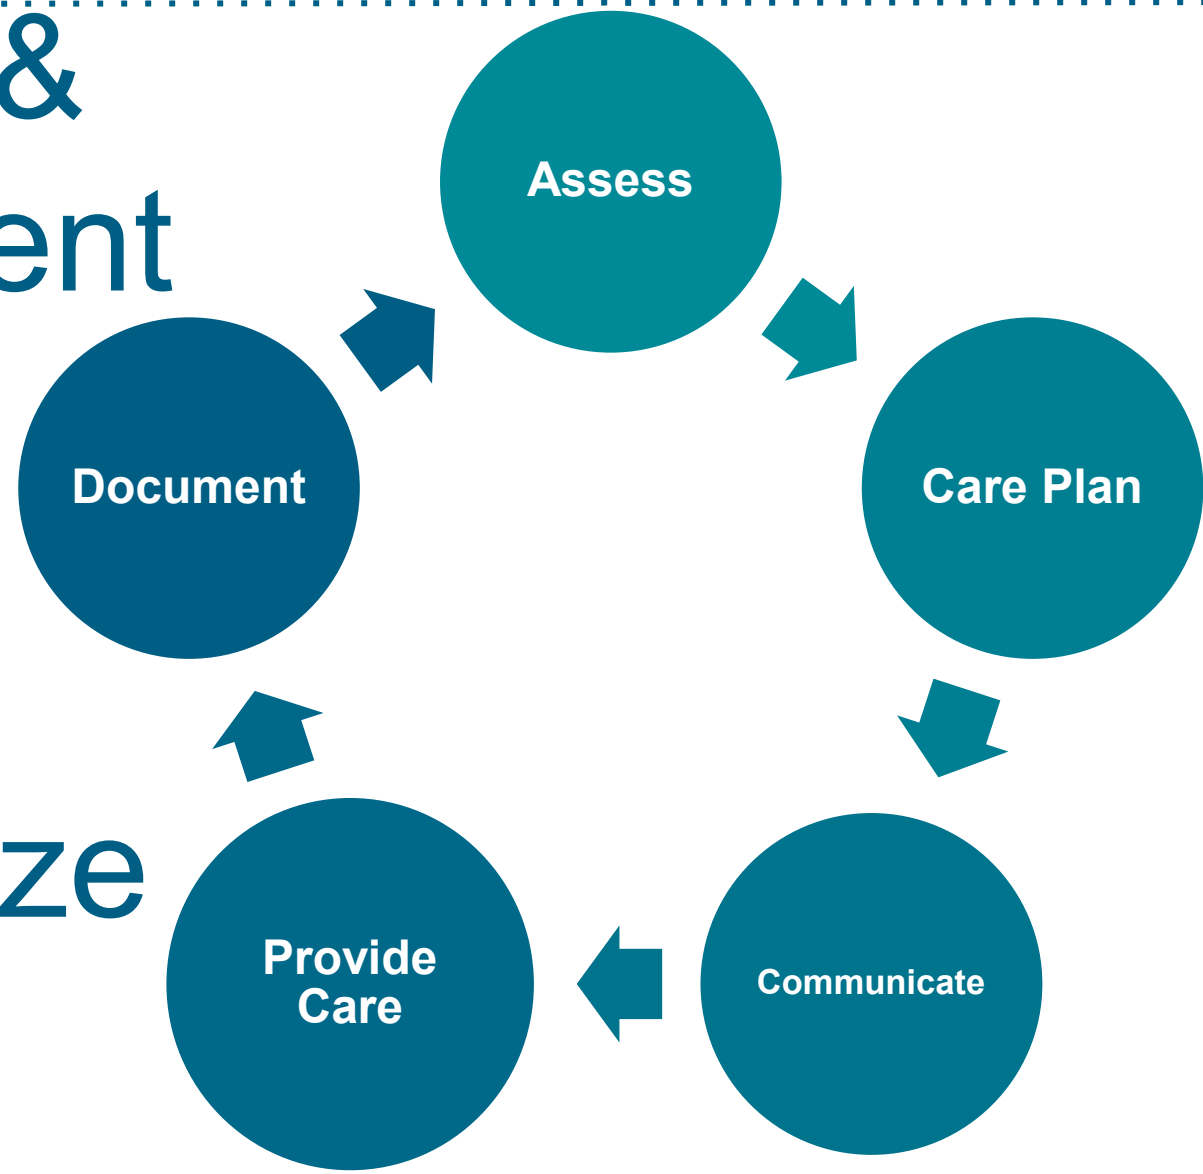 &
ent
ze
Assess
Care Plan
Communicate
Provide
Care
Document